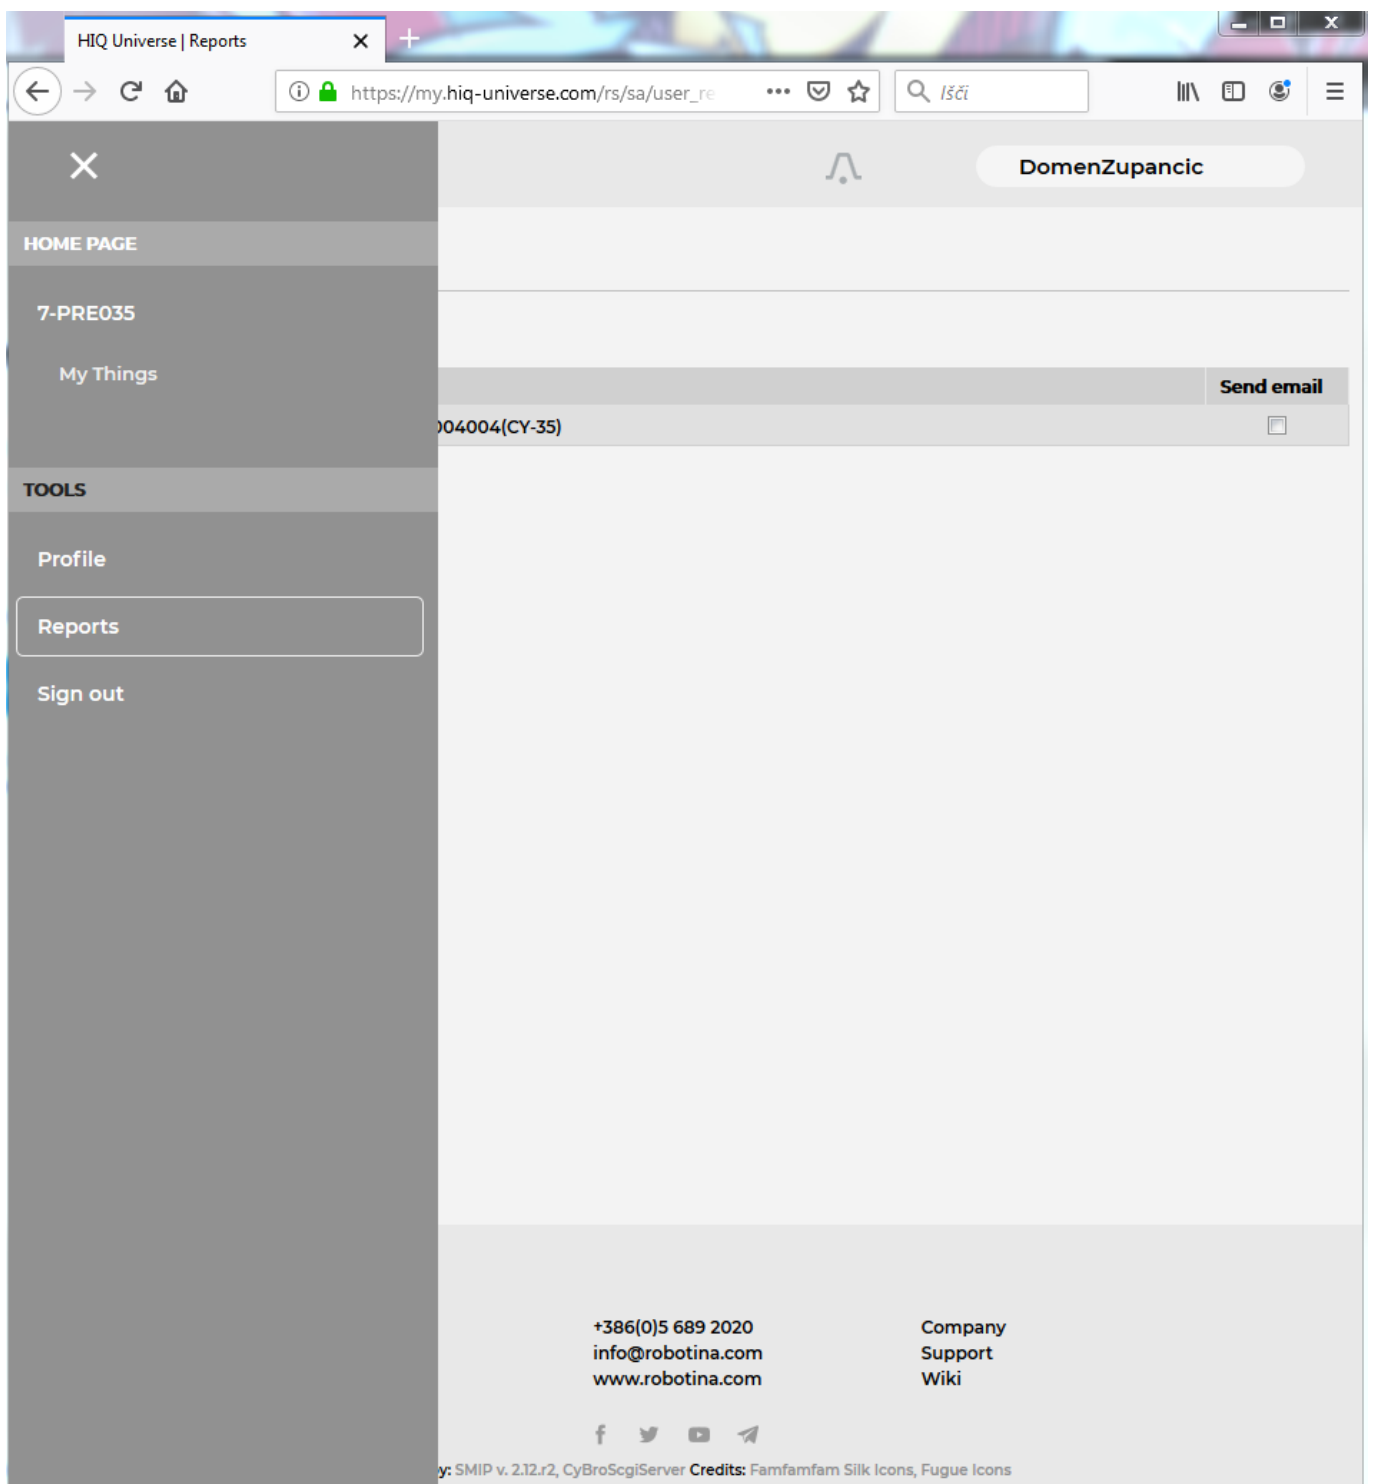 HIQ Universe | Reports
https://my.hiq-universe.com/rs/sa/user_re
Išči
DomenZupancic
HOME PAGE
7-PRE035
My Things
Send email
004004(CY-35)
TOOLS
Profile
Reports
Sign out
+386(0)5 689 2020
Company
info@robotina.com
Support
www.robotina.com
Wiki
y: SMIP v. 2.12.r2, CyBroScgiServer Credits: Famfamfam Silk Icons, Fugue Icons